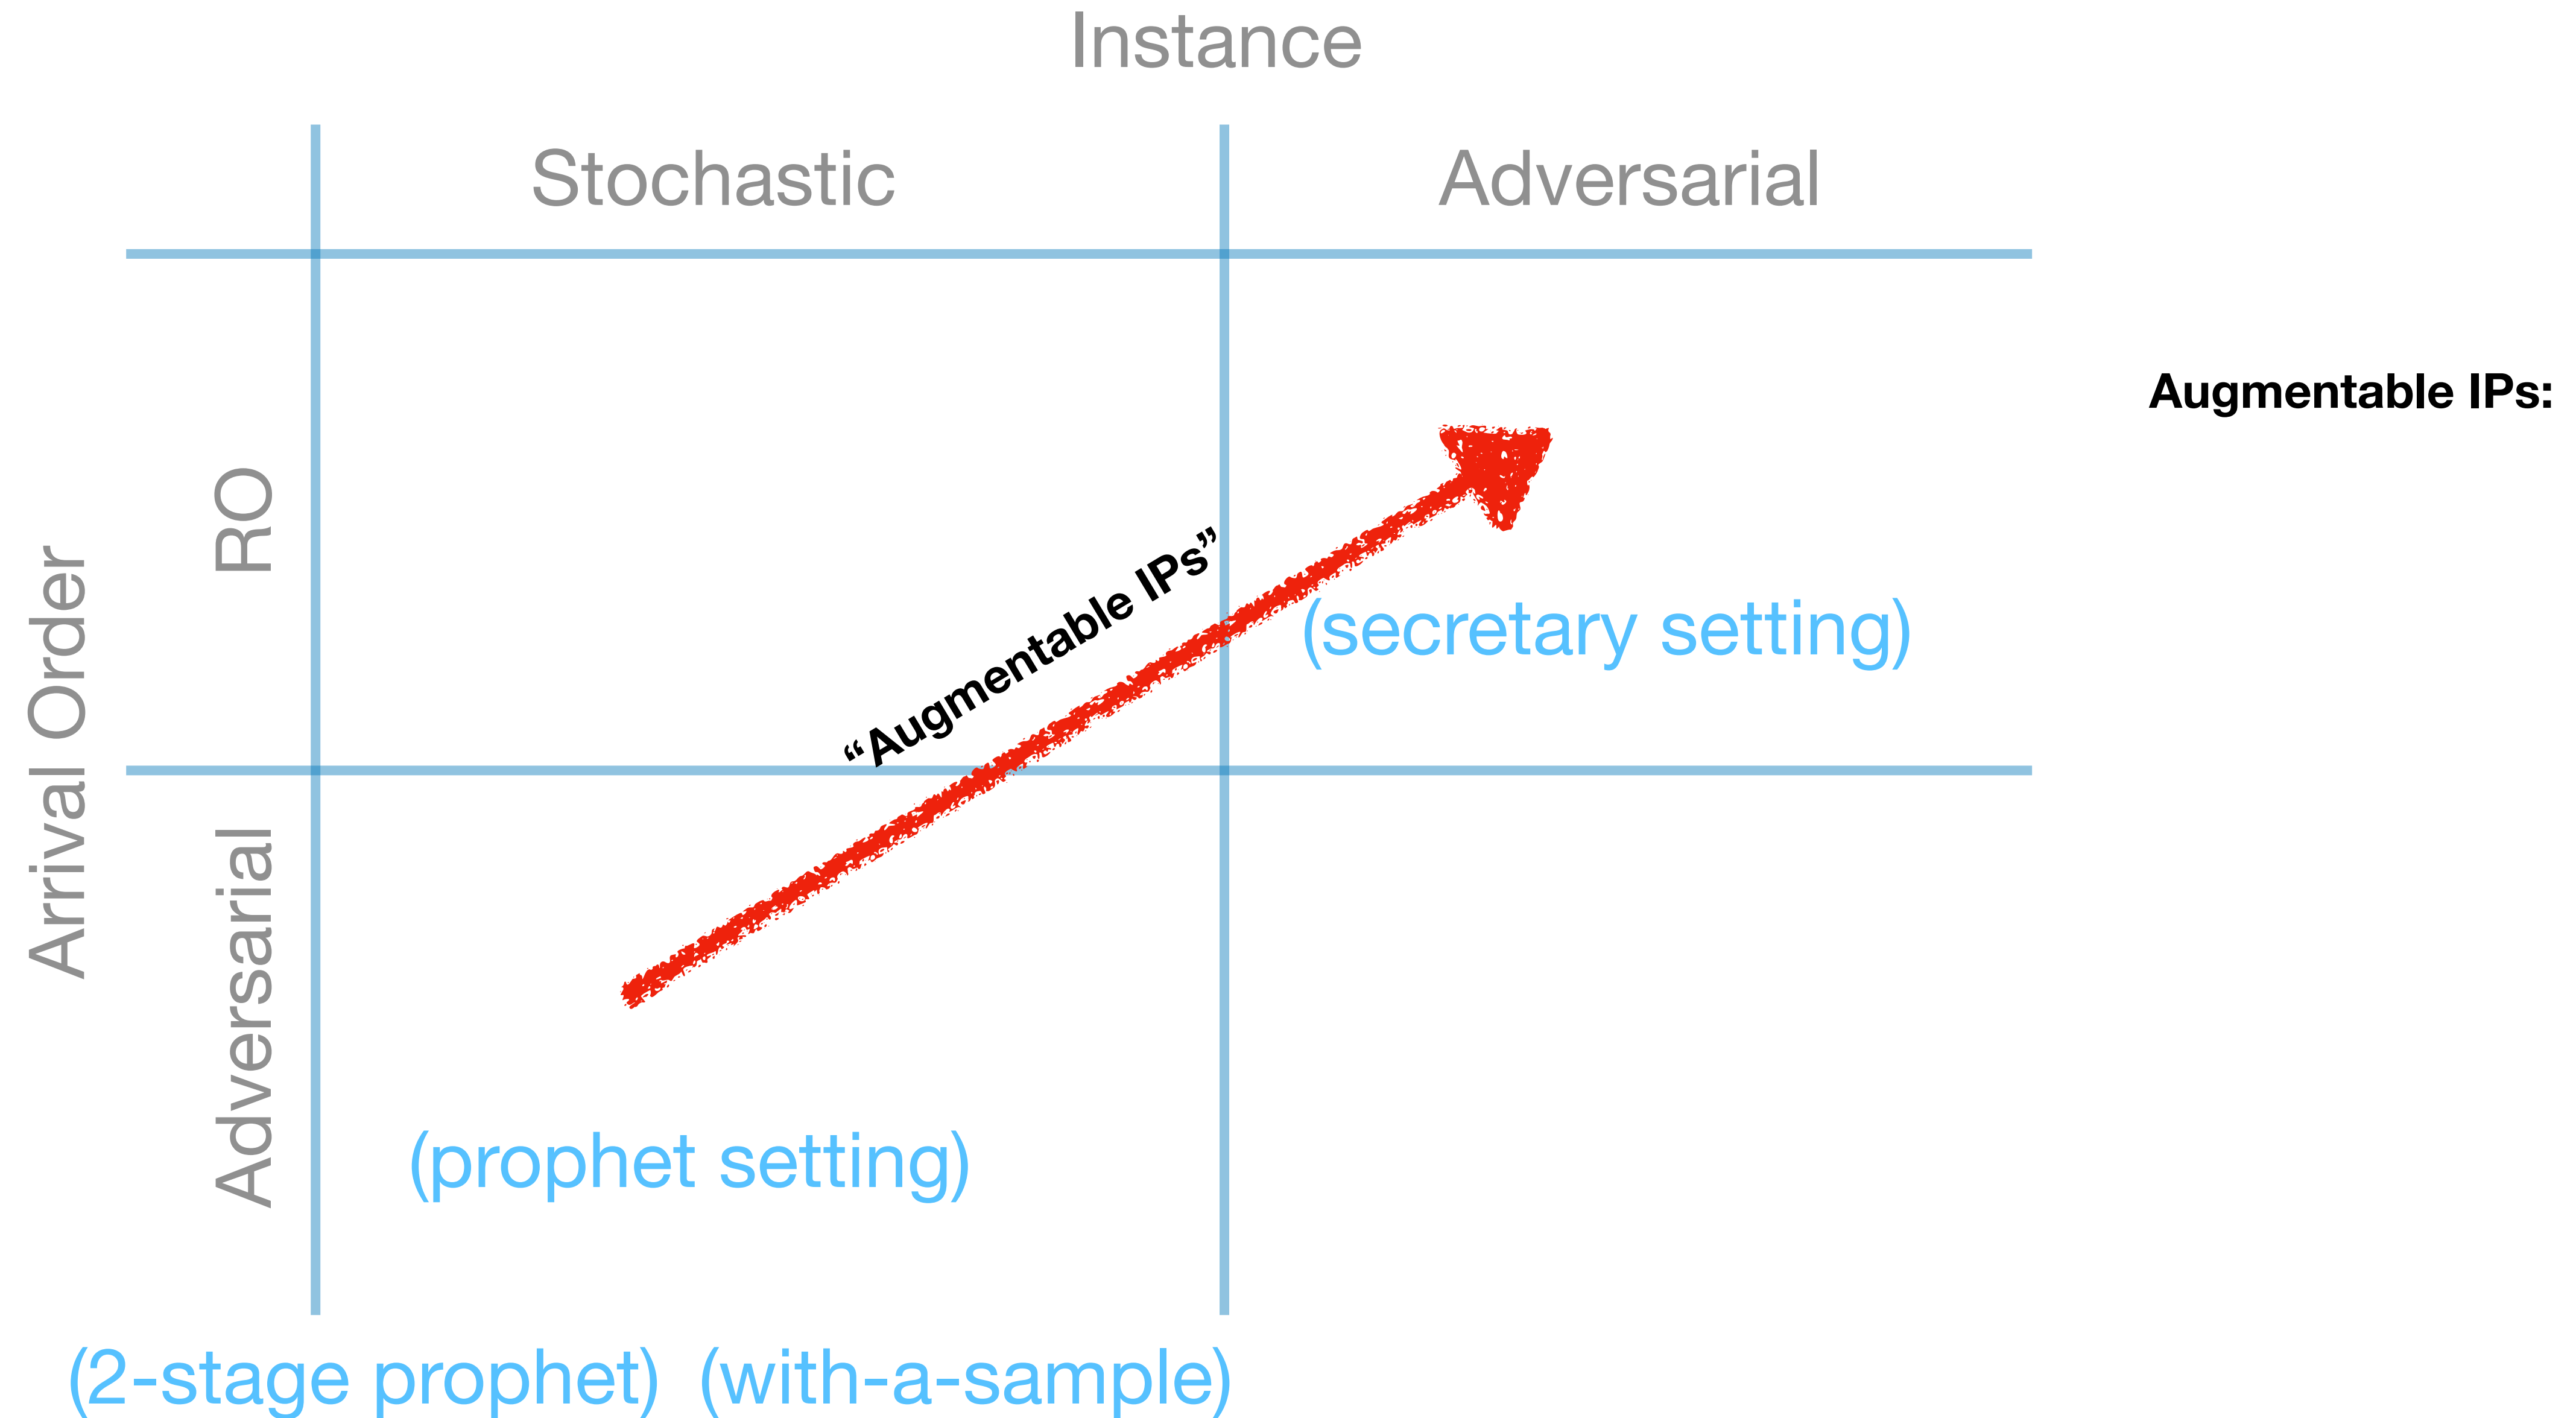 Instance
Stochastic
Adversarial
Arrival Order
RO
Adversarial
“Augmentable IPs”
(secretary setting)
Augmentable IPs:
(prophet setting)
(2-stage prophet) (with-a-sample)